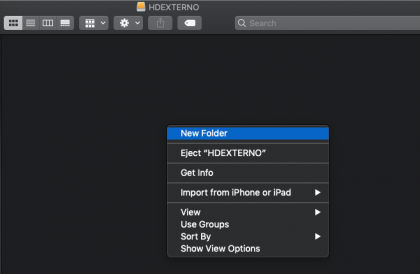 HDEXTERNO
Search
New Folder
Eject “HDEXTERNO”
Get Info
Import from iPhone or iPad
View
Use Groups
Sort By
Show View Options